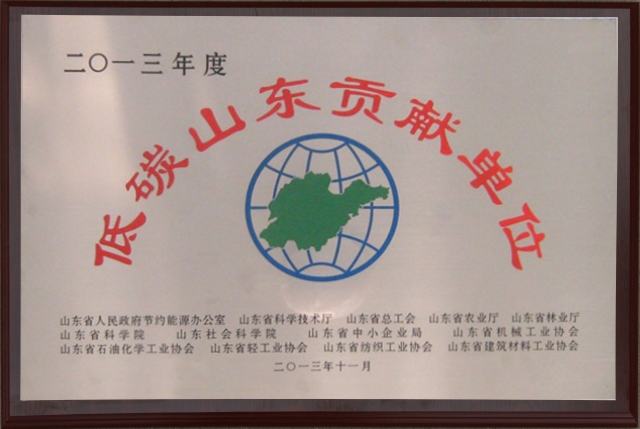 二〇一三年度
低碳山东贡献单位
山东省人民政府节约能源办公室 山东省科学技术厅 山东省总工会 山东省农业厅 山东省林业厅
山东省科学院 山东社会科学院 山东省中小企业局 山东省机械工业协会
山东省石油化学工业协会 山东省轻工业协会 山东省纺织工业协会 山东省建筑材料工业协会
二〇一三年十一月